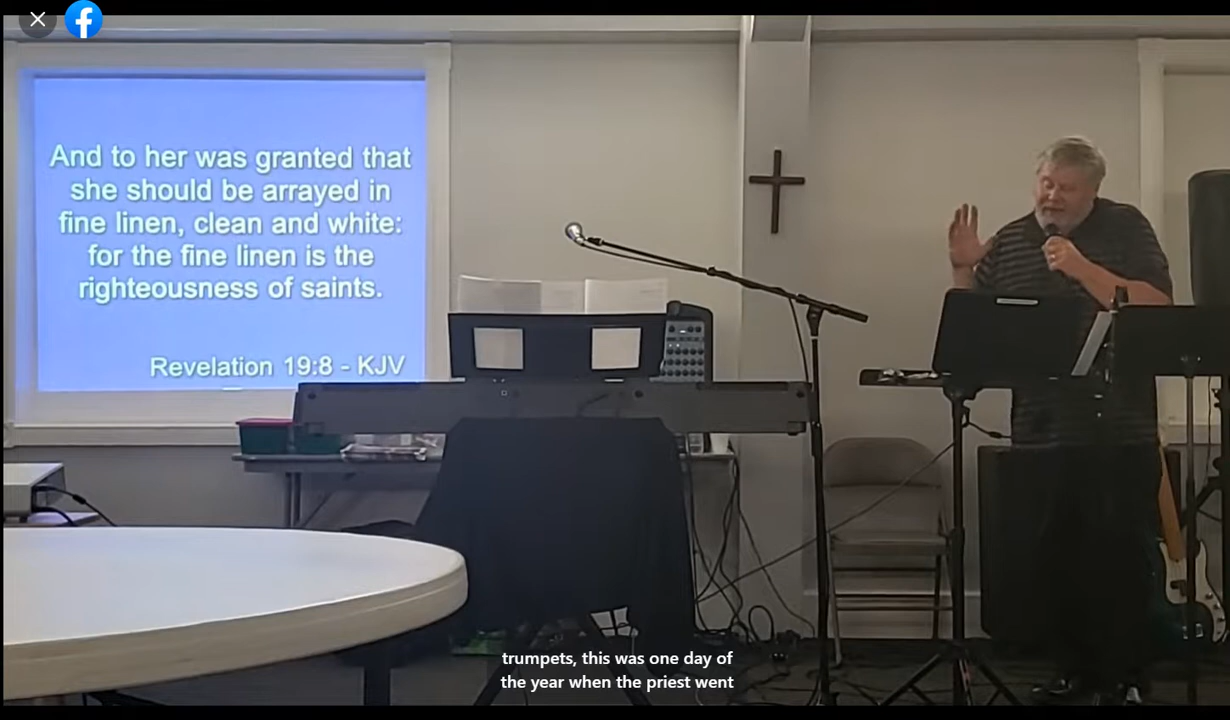 And to her was granted that
she should be arrayed in
fine linen, clean and white:
for the fine linen is the
righteousness of saints.
Revelation 19:8 - KJV
trumpets, this was one day of
the year when the priest went